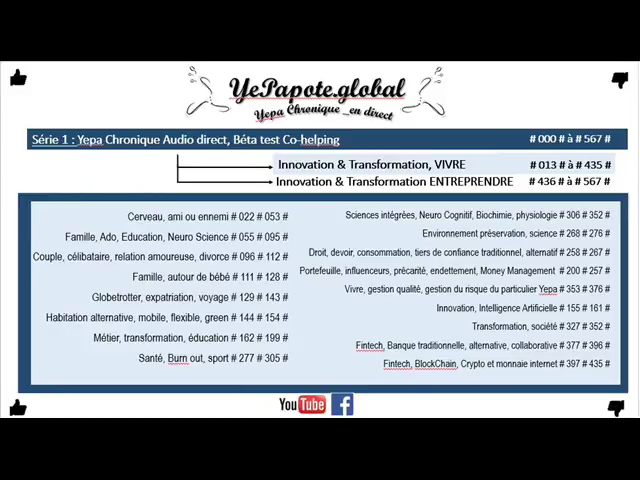 YePapote.global
Yepa Chronique _en direct
Série 1 : Yepa Chronique Audio direct, Béta test Co-helping # 000 # à # 567 #
Innovation & Transformation, VIVRE # 013 # à # 435 #
Innovation & Transformation ENTREPRENDRE # 436 # à # 567 #
Cerveau, ami ou ennemi # 022 # 053 #
Famille, Ado, Education, Neuro Science # 055 # 095 #
Couple, célibataire, relation amoureuse, divorce # 096 # 112 #
Famille, autour de bébé # 111 # 128 #
Globetrotter, expatriation, voyage # 129 # 143 #
Habitation alternative, mobile, flexible, green # 144 # 154 #
Métier, transformation, éducation # 162 # 199 #
Santé, Burn out, sport # 277 # 305 #
Sciences intégrées, Neuro Cognitif, Biochimie, physiologie # 306 # 352 #
Environnement préservation, science # 268 # 276 #
Droit, devoir, consommation, tiers de confiance traditionnel, alternatif # 258 # 267 #
Portefeuille, influenceurs, précarité, endettement, Money Management # 200 # 257 #
Vivre, gestion qualité, gestion du risque du particulier Yepa # 353 # 376 #
Innovation, Intelligence Artificielle # 155 # 161 #
Transformation, société # 327 # 352 #
Fintech, Banque traditionnelle, alternative, collaborative # 377 # 396 #
Fintech, BlockChain, Crypto et monnaie internet # 397 # 435 #
YouTube f